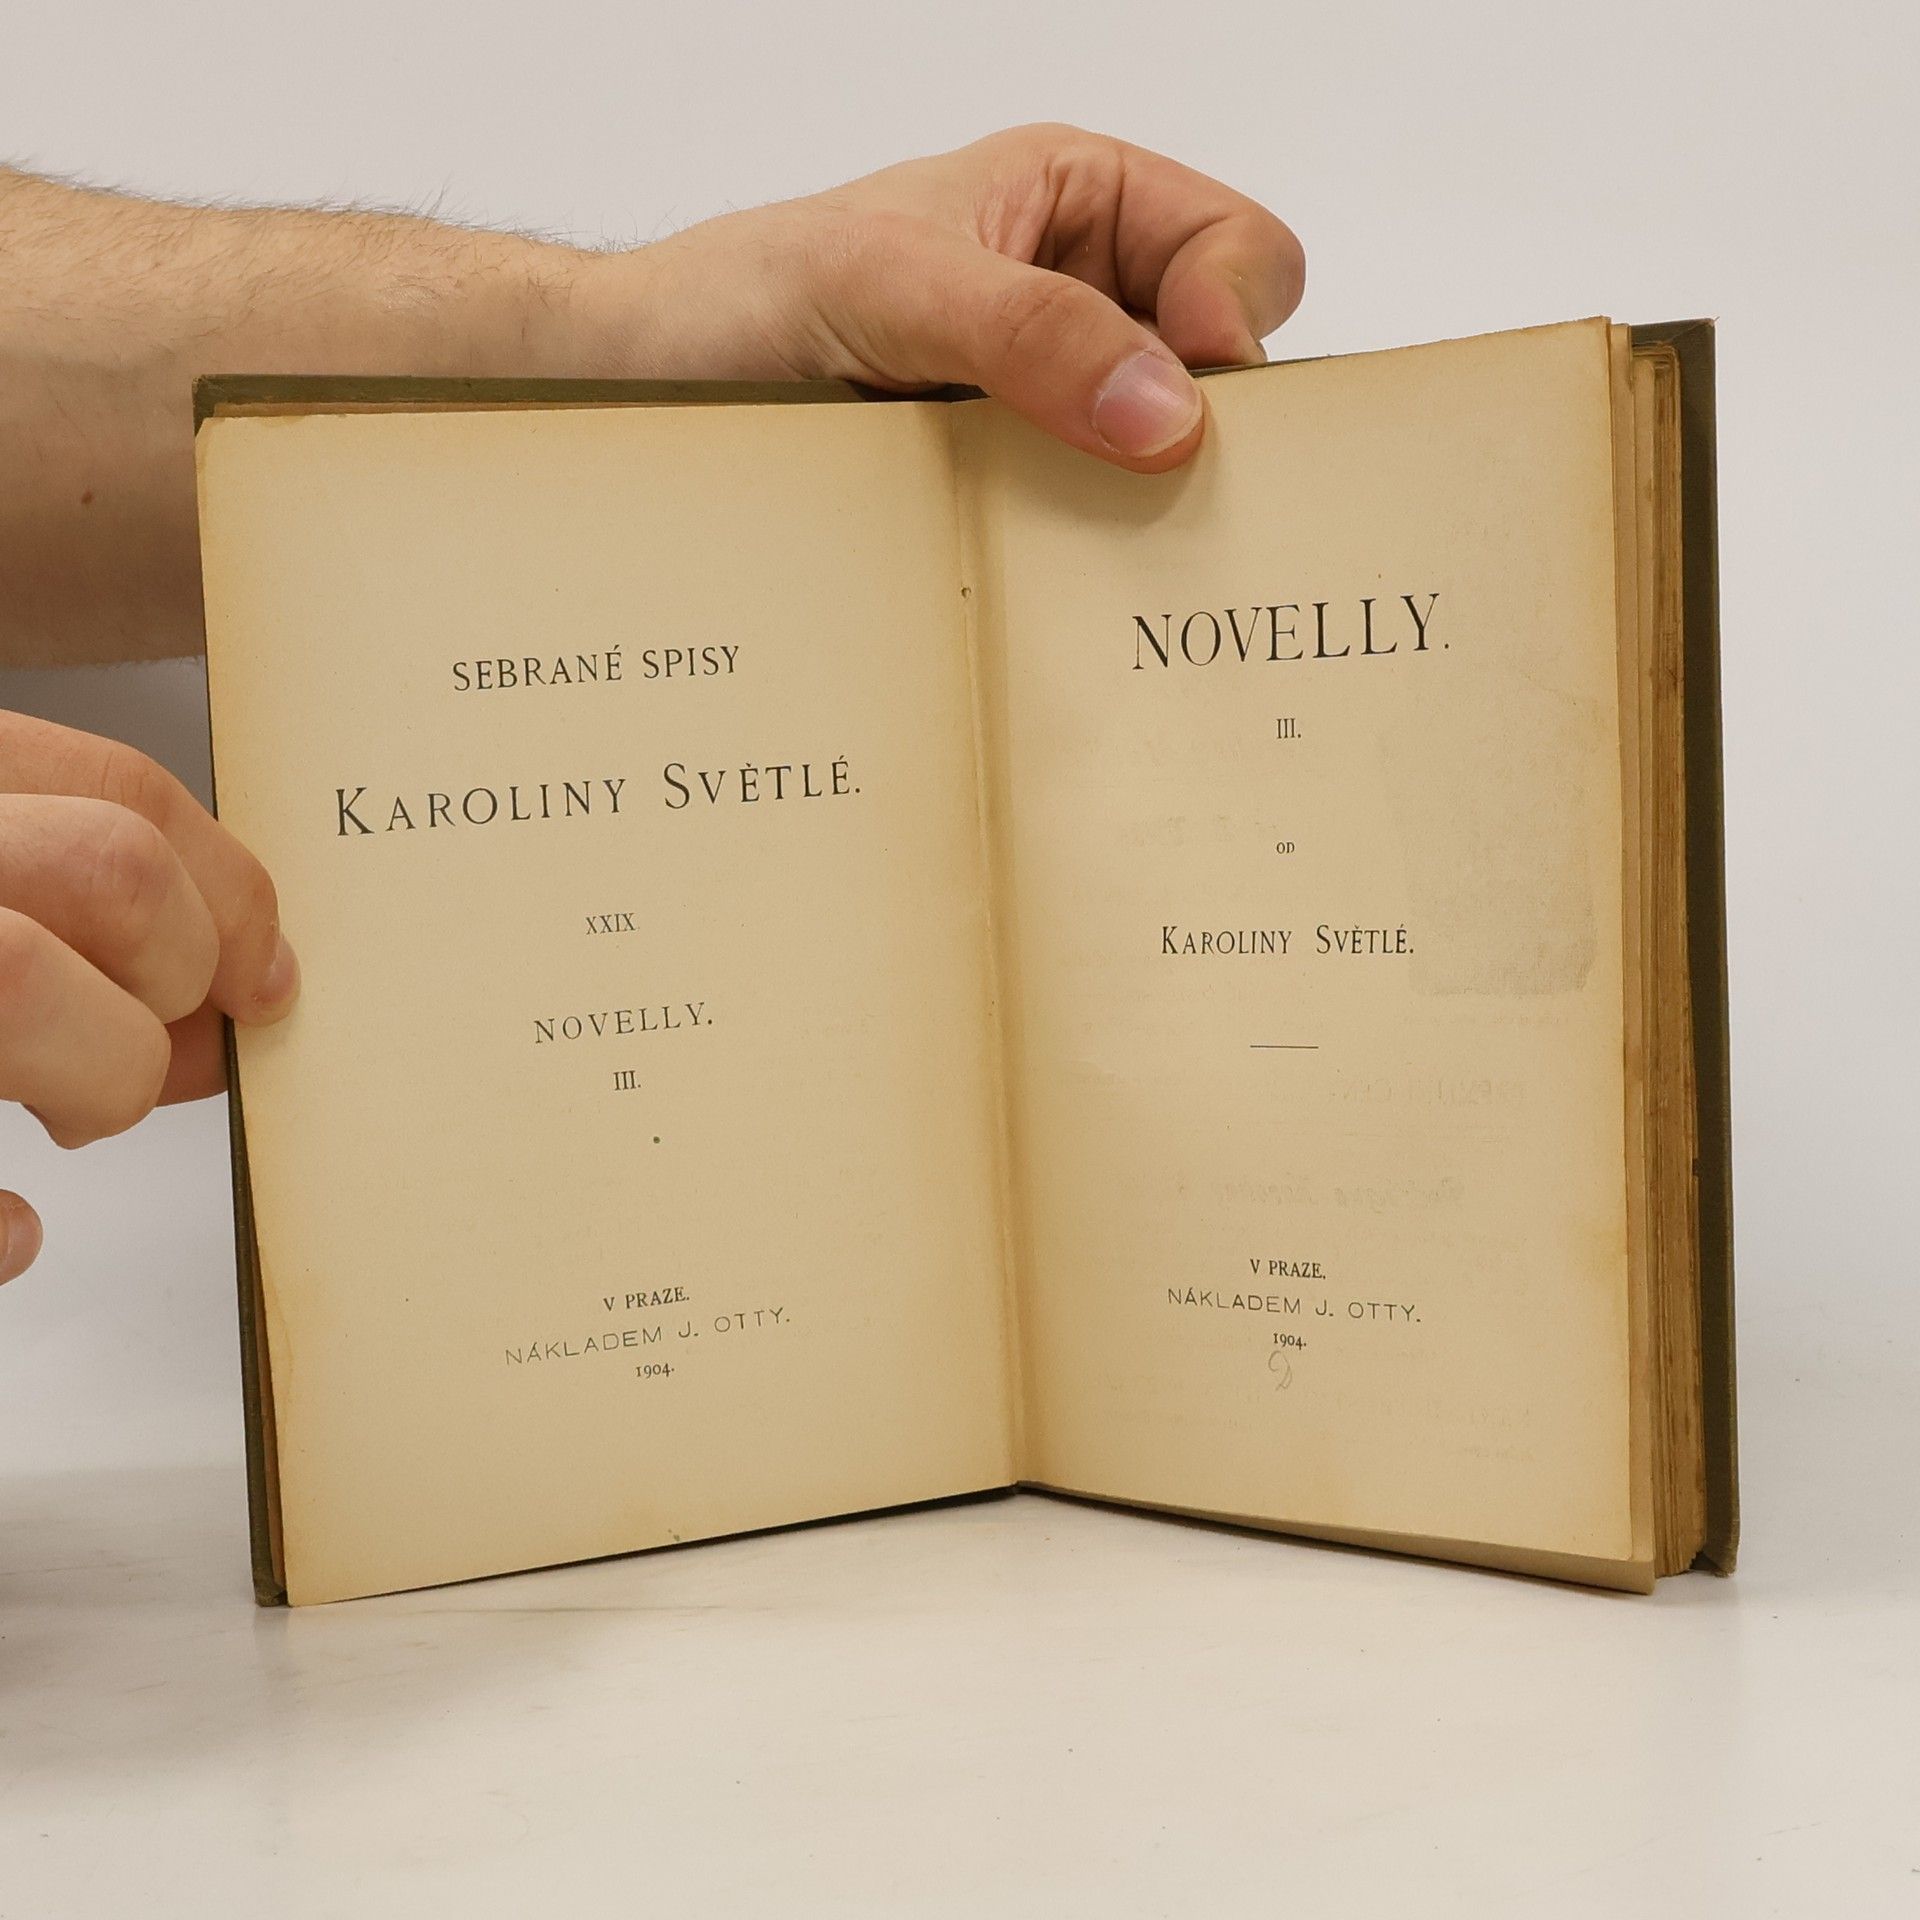 SEBRANÉ SPISY
KAROLINY SVĚTLÉ.
XXIX
NOVELLY.
III.
V PRAZE.
NÁKLADEM J. OTTY.
1904.
NOVELLY.
III.
OD
KAROLINY SVĚTLÉ.
V PRAZE.
NÁKLADEM J. OTTY.
1904.